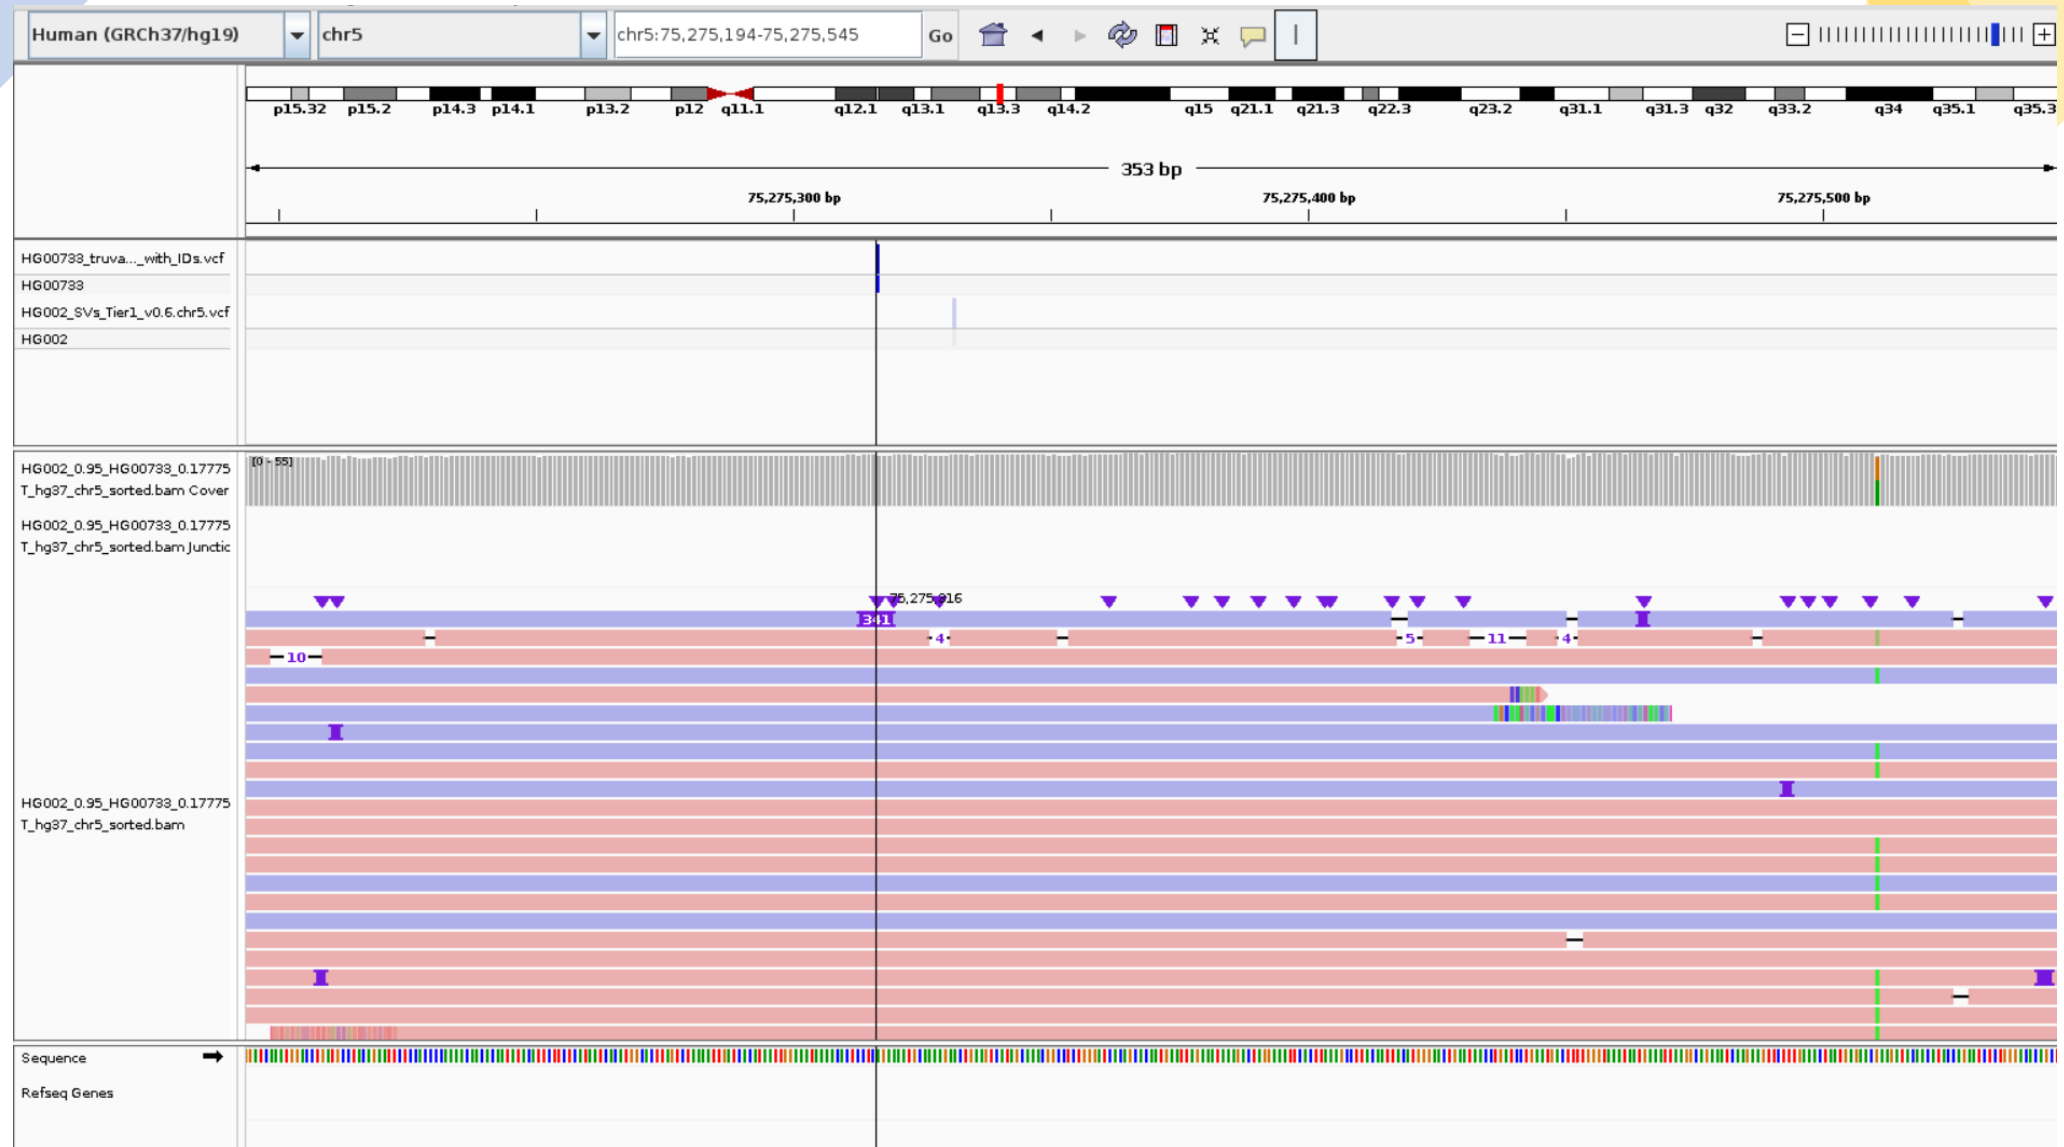 Human (GRCh37/hg19) chr5 chr5:75,275,194-75,275,545 Go
p15.32 p15.2 p14.3 p14.1 p13.2 p12 q11.1 q12.1 q13.1 q13.3 q14.2 q15 q21.1 q21.3 q22.3 q23.2 q31.1 q31.3 q32 q33.2 q34 q35.1 q35.3
353 bp
75,275,300 bp 75,275,400 bp 75,275,500 bp
HG00733_truva..._with_IDs.vcf
HG00733
HG002_SVs_Tier1_v0.6.chr5.vcf
HG002
HG002_0.95_HG00733_0.17775 [0 - 55]
T_hg37_chr5_sorted.bam Cover
HG002_0.95_HG00733_0.17775
T_hg37_chr5_sorted.bam Junctio
75,275,316
341
4 5 11 4
10
HG002_0.95_HG00733_0.17775
T_hg37_chr5_sorted.bam
Sequence
Refseq Genes